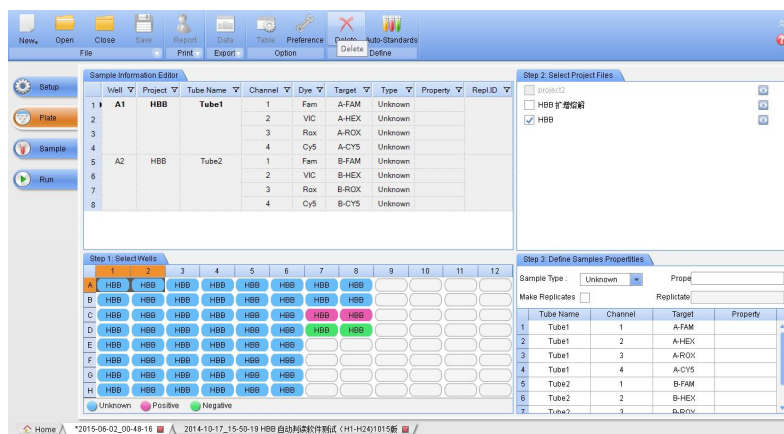 New Open Close Save Report Data Table Preference Delete Auto-Standards
File Print Export Option Delete Define
Setup
Plate
Sample
Run
Sample Information Editor
Well Project Tube Name Channel Dye Target Type Property Repl.ID
1 A1 HBB Tube1 1 Fam A-FAM Unknown
2 2 VIC A-HEX Unknown
3 3 Rox A-ROX Unknown
4 4 Cy5 A-CY5 Unknown
5 A2 HBB Tube2 1 Fam B-FAM Unknown
6 2 VIC B-HEX Unknown
7 3 Rox B-ROX Unknown
8 4 Cy5 B-CY5 Unknown
Step 2: Select Project Files
project2
HBB 扩增熔解
HBB
Step 1: Select Wells
1 2 3 4 5 6 7 8 9 10 11 12
A HBB HBB HBB HBB HBB HBB HBB HBB
B HBB HBB HBB HBB HBB HBB HBB HBB
C HBB HBB HBB HBB HBB HBB HBB HBB
D HBB HBB HBB HBB HBB HBB HBB HBB
E HBB HBB HBB HBB HBB HBB
F HBB HBB HBB HBB HBB HBB
G HBB HBB HBB HBB HBB HBB
H HBB HBB HBB HBB HBB HBB
Unknown Positive Negative
Step 3: Define Samples Propertities
Sample Type : Unknown Prope
Make Replicates Replictate
Tube Name Channel Target Property
1 Tube1 1 A-FAM
2 Tube1 2 A-HEX
3 Tube1 3 A-ROX
4 Tube1 4 A-CY5
5 Tube2 1 B-FAM
6 Tube2 2 B-HEX
7 Tube2 3 B-ROX
Home *2015-06-02_00-48-16 2014-10-17_15-50-19 HBB 自动判读软件测试（H1-H24)1015版